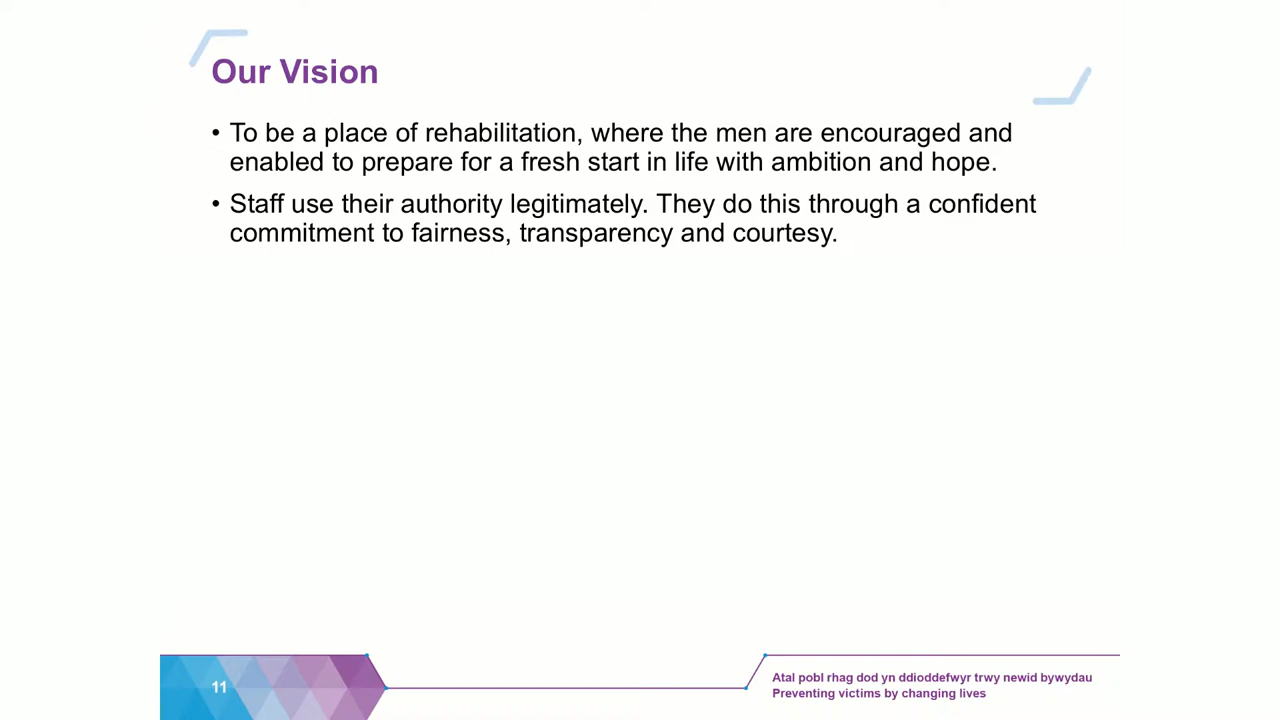 Our Vision
• To be a place of rehabilitation, where the men are encouraged and
enabled to prepare for a fresh start in life with ambition and hope.
• Staff use their authority legitimately. They do this through a confident
commitment to fairness, transparency and courtesy.
11
Atal pobl rhag dod yn ddioddefwyr trwy newid bywydau
Preventing victims by changing lives